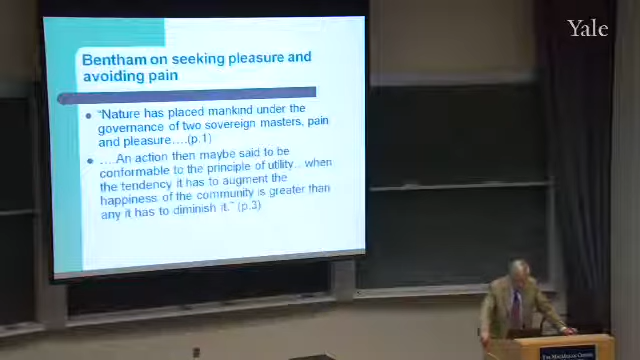 Yale
Bentham on seeking pleasure and
avoiding pain
"Nature has placed mankind under the
governance of two sovereign masters, pain
and pleasure….(p.1)
….An action then maybe said to be
conformable to the principle of utility.. when
the tendency it has to augment the
happiness of the community is greater than
any it has to diminish it." (p.3)
THE MACMILLAN CENTER